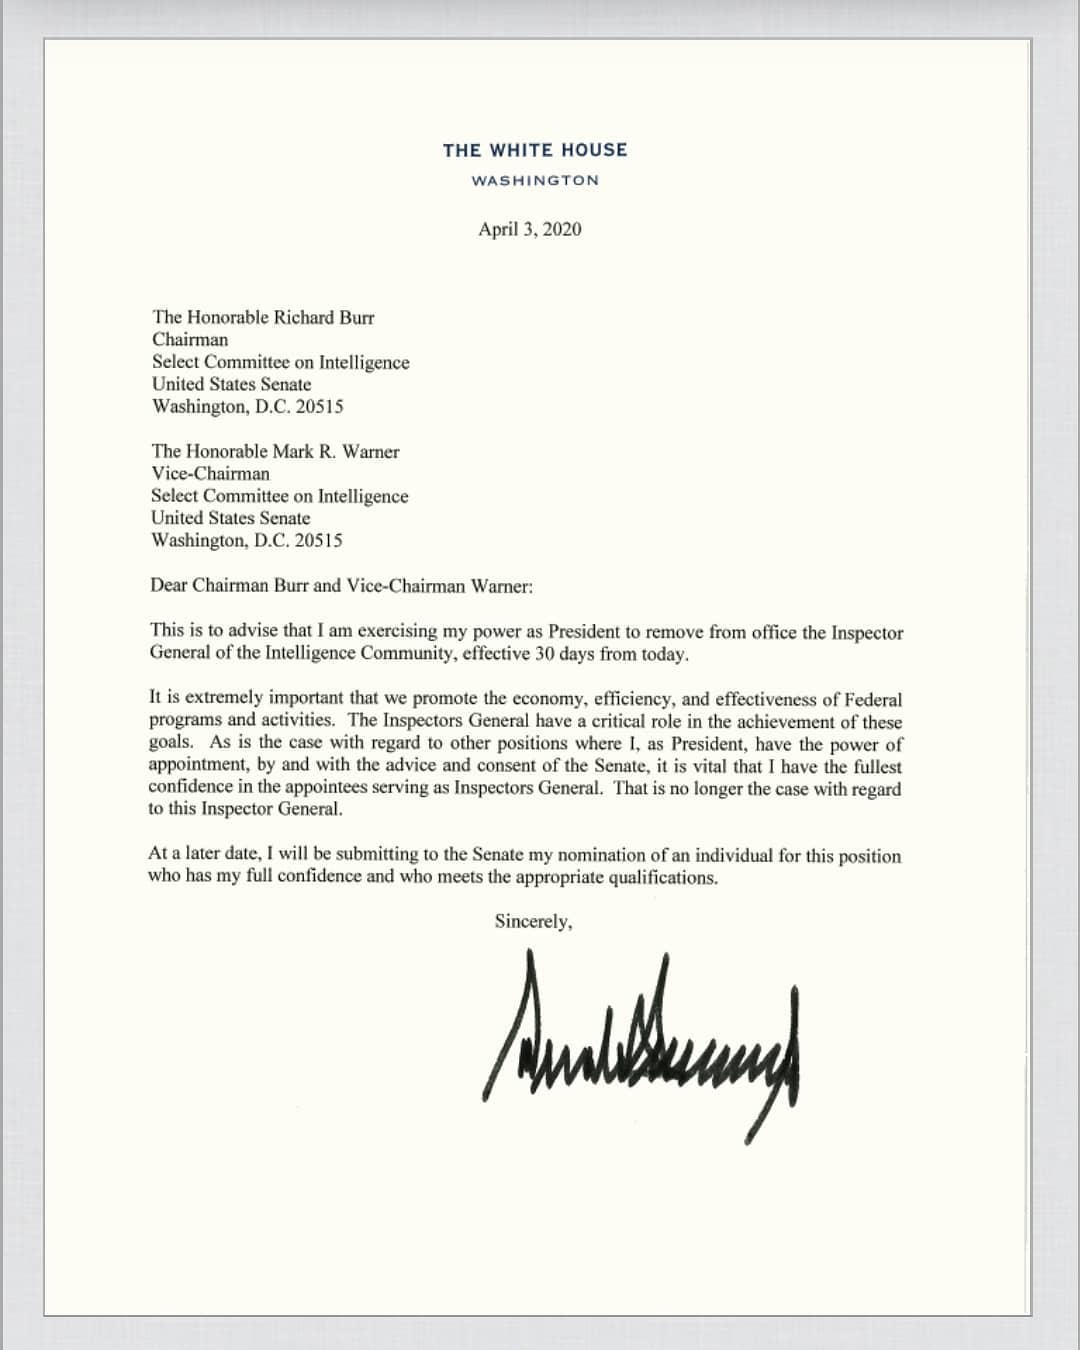 THE WHITE HOUSE
WASHINGTON
April 3, 2020
The Honorable Richard Burr
Chairman
Select Committee on Intelligence
United States Senate
Washington, D.C. 20515
The Honorable Mark R. Warner
Vice-Chairman
Select Committee on Intelligence
United States Senate
Washington, D.C. 20515
Dear Chairman Burr and Vice-Chairman Warner:
This is to advise that I am exercising my power as President to remove from office the Inspector
General of the Intelligence Community, effective 30 days from today.
It is extremely important that we promote the economy, efficiency, and effectiveness of Federal
programs and activities. The Inspectors General have a critical role in the achievement of these
goals. As is the case with regard to other positions where I, as President, have the power of
appointment, by and with the advice and consent of the Senate, it is vital that I have the fullest
confidence in the appointees serving as Inspectors General. That is no longer the case with regard
to this Inspector General.
At a later date, I will be submitting to the Senate my nomination of an individual for this position
who has my full confidence and who meets the appropriate qualifications.
Sincerely,